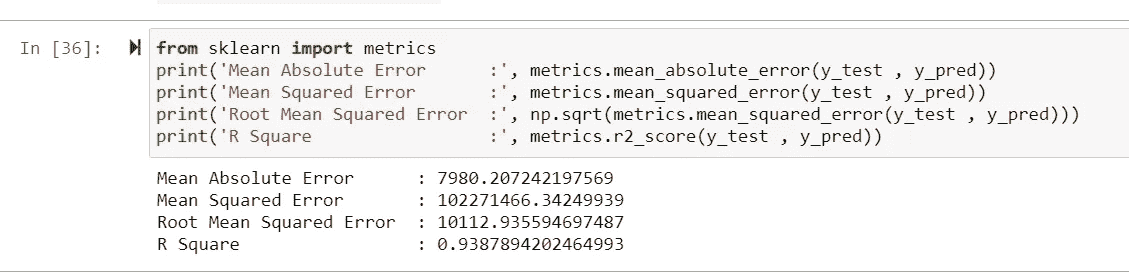 In [36]:
from sklearn import metrics
print('Mean Absolute Error      :', metrics.mean_absolute_error(y_test , y_pred))
print('Mean Squared Error       :', metrics.mean_squared_error(y_test , y_pred))
print('Root Mean Squared Error  :', np.sqrt(metrics.mean_squared_error(y_test , y_pred)))
print('R Square                 :', metrics.r2_score(y_test , y_pred))
Mean Absolute Error      : 7980.207242197569
Mean Squared Error       : 102271466.34249939
Root Mean Squared Error  : 10112.935594697487
R Square                 : 0.9387894202464993